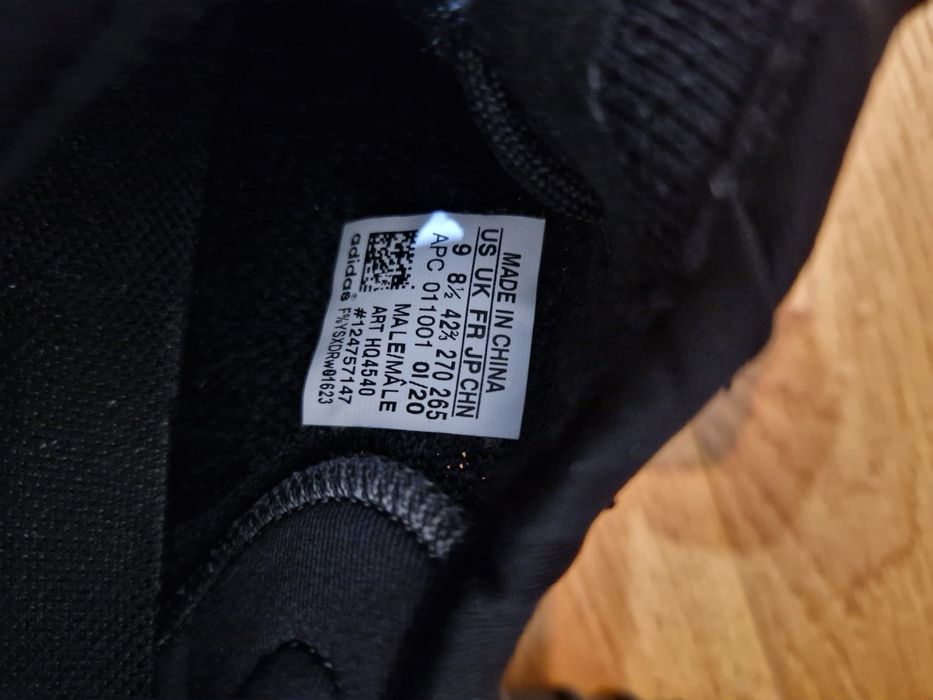 MADE IN CHINA
US UK FR JP CHN
9 8½ 42⅔ 270 265
APC 011001 01/20
MALE/MÂLE
ART HQ4540
#124757147
adidas®